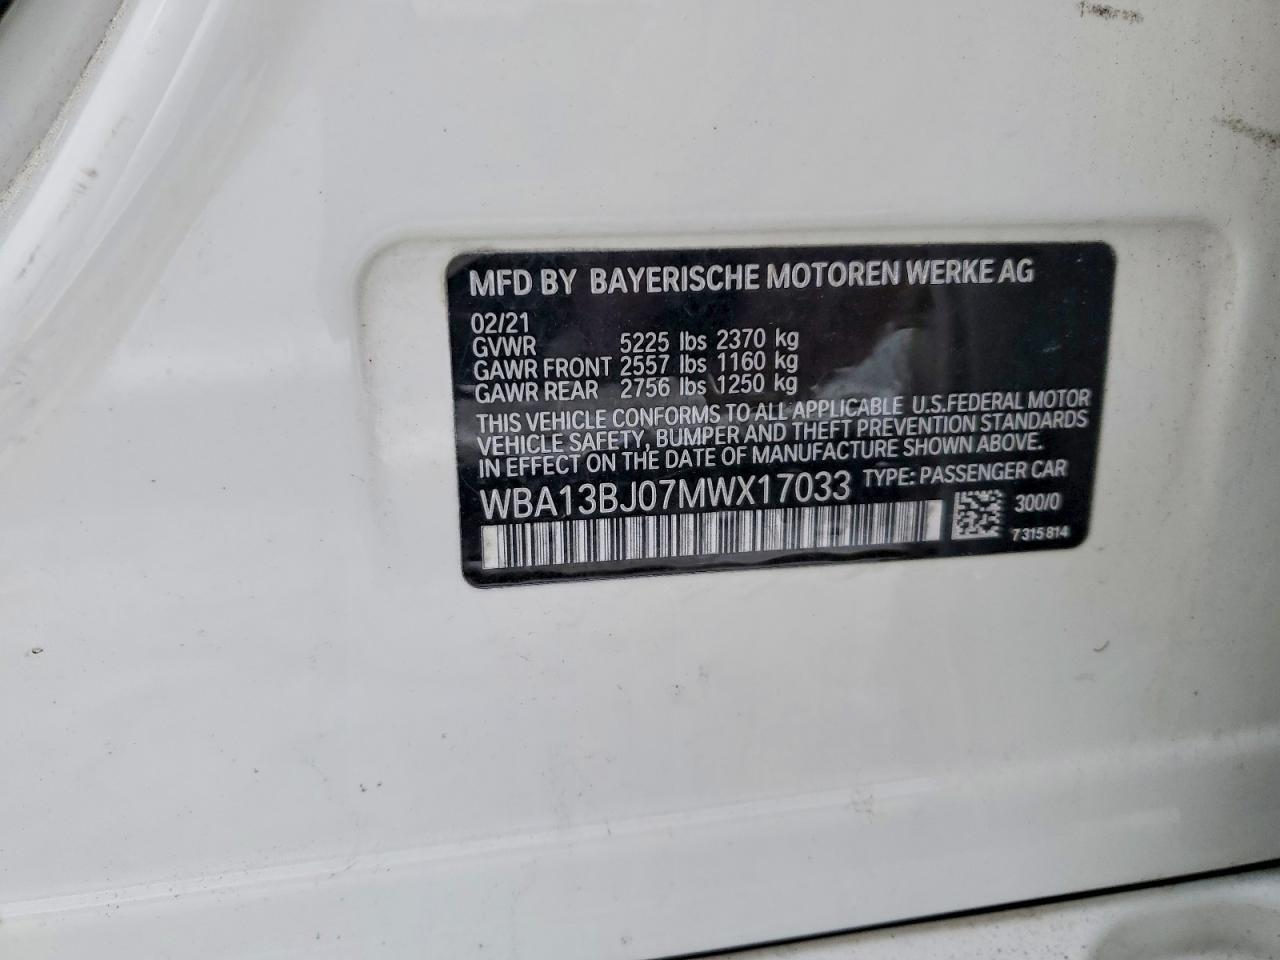 MFD BY BAYERISCHE MOTOREN WERKE AG
02/21
GVWR 5225 lbs 2370 kg
GAWR FRONT 2557 lbs 1160 kg
GAWR REAR 2756 lbs 1250 kg
THIS VEHICLE CONFORMS TO ALL APPLICABLE U.S.FEDERAL MOTOR
VEHICLE SAFETY, BUMPER AND THEFT PREVENTION STANDARDS
IN EFFECT ON THE DATE OF MANUFACTURE SHOWN ABOVE.
WBA13BJ07MWX17033 TYPE: PASSENGER CAR
300/0
7315814